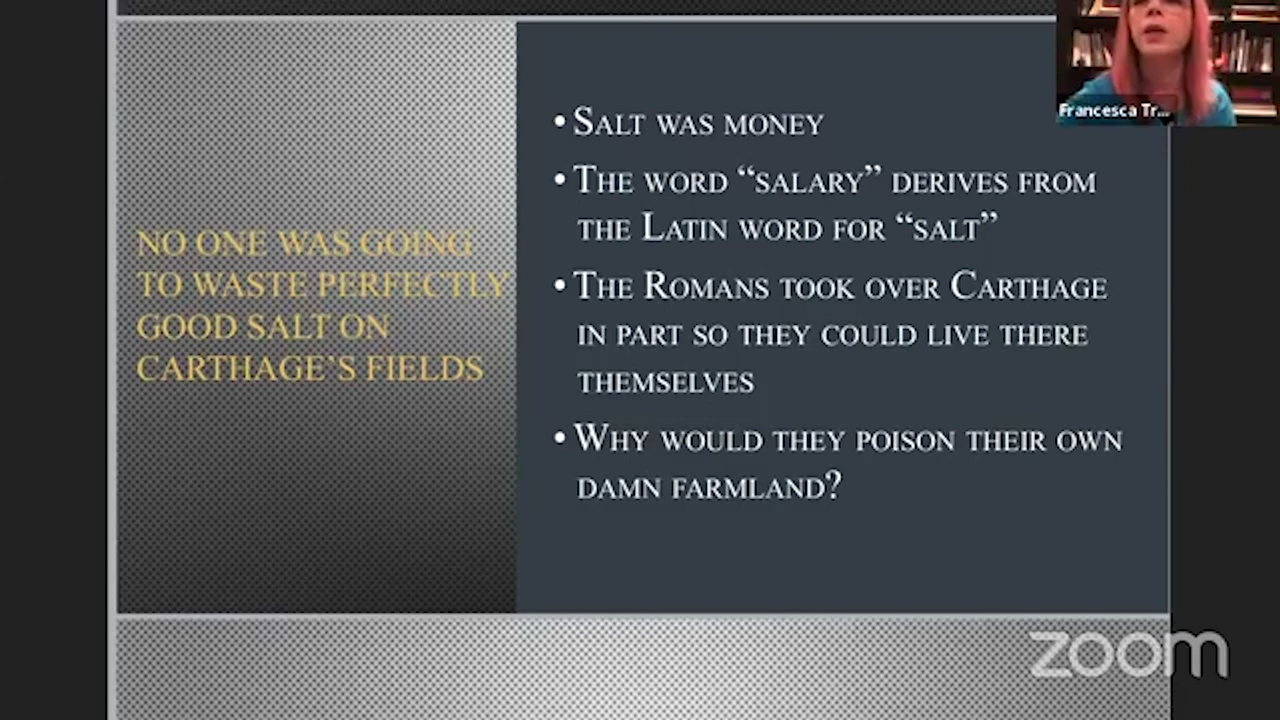 NO ONE WAS GOING
TO WASTE PERFECTLY
GOOD SALT ON
CARTHAGE'S FIELDS
• SALT WAS MONEY
• THE WORD “SALARY” DERIVES FROM
THE LATIN WORD FOR “SALT”
• THE ROMANS TOOK OVER CARTHAGE
IN PART SO THEY COULD LIVE THERE
THEMSELVES
• WHY WOULD THEY POISON THEIR OWN
DAMN FARMLAND?
Francesca Tr...
zoom